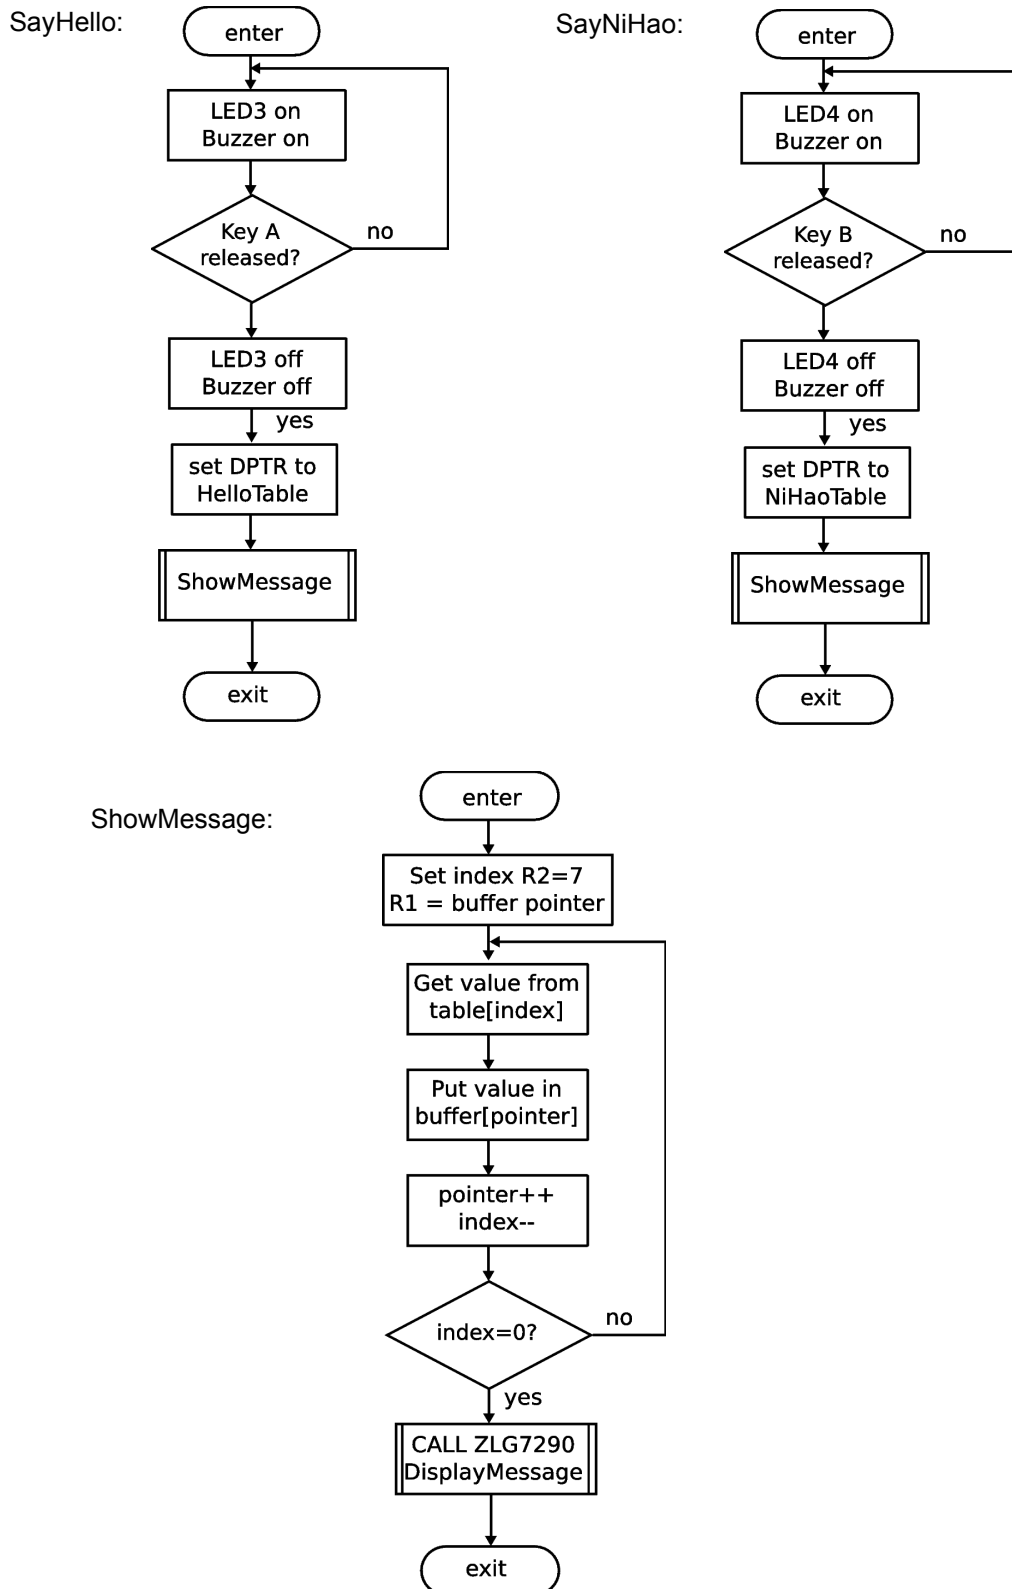 SayHello:
enter
LED3 on
Buzzer on
Key A
released?
no
LED3 off
Buzzer off
yes
set DPTR to
HelloTable
ShowMessage
exit
SayNiHao:
enter
LED4 on
Buzzer on
Key B
released?
no
LED4 off
Buzzer off
yes
set DPTR to
NiHaoTable
ShowMessage
exit
ShowMessage:
enter
Set index R2=7
R1 = buffer pointer
Get value from
table[index]
Put value in
buffer[pointer]
pointer++
index--
index=0?
no
yes
CALL ZLG7290
DisplayMessage
exit